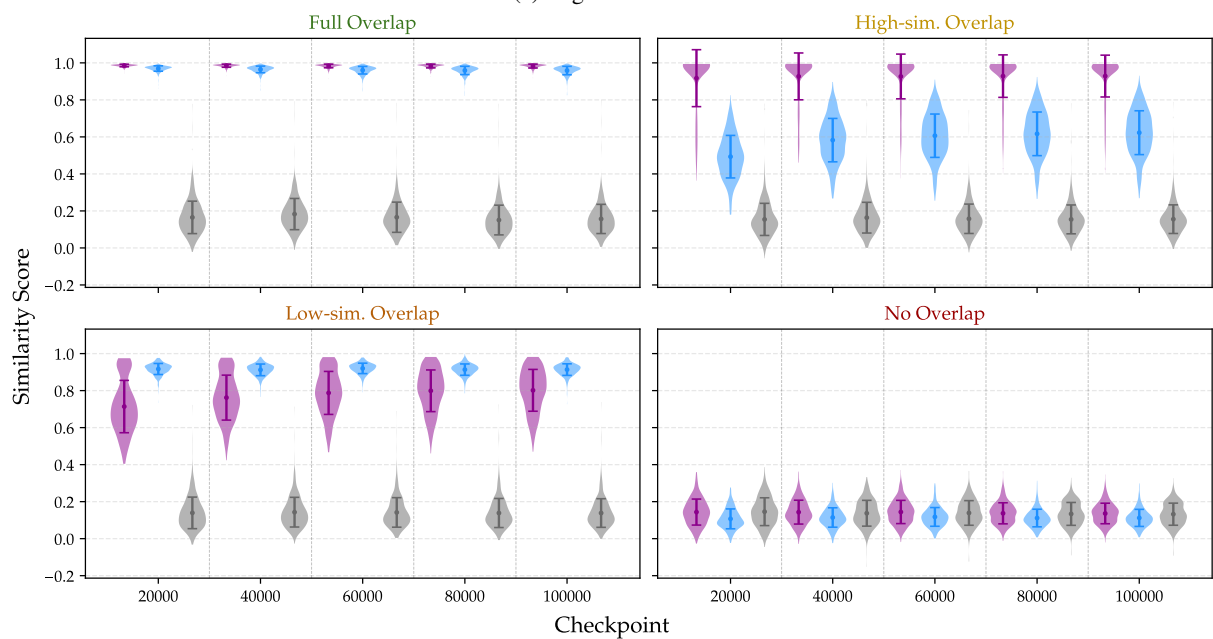 Full Overlap
High-sim. Overlap
1.0
0.8
0.6
0.4
0.2
0.0
−0.2
Low-sim. Overlap
No Overlap
1.0
0.8
0.6
0.4
0.2
0.0
−0.2
20000 40000 60000 80000 100000
20000 40000 60000 80000 100000
Similarity Score
Checkpoint